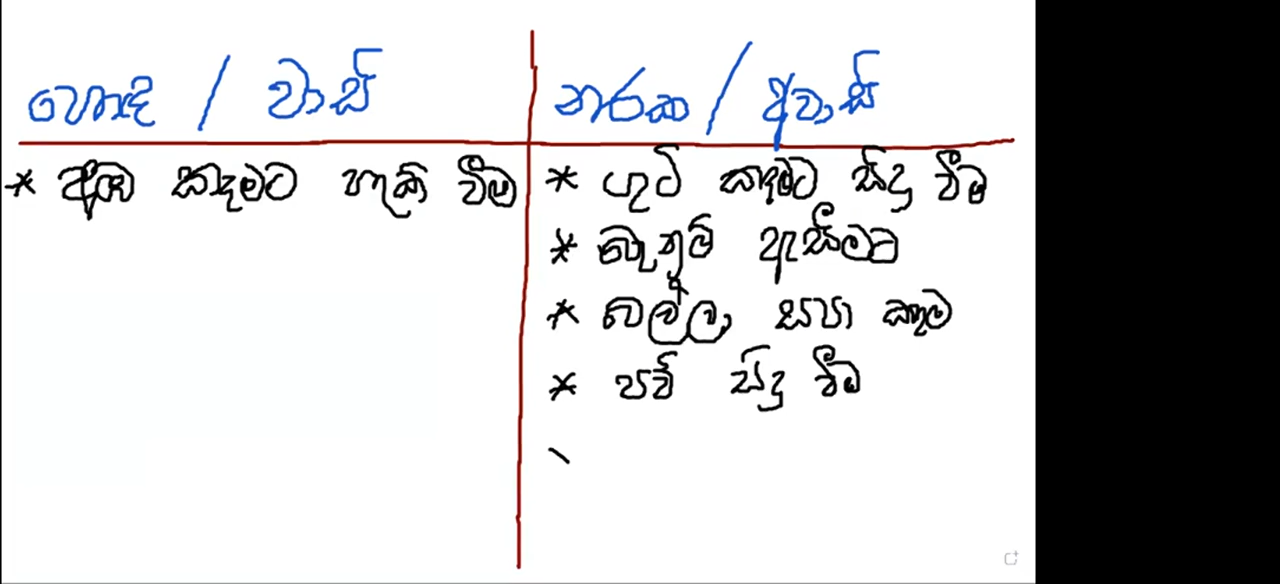 හොඳ / වාසි
නරක / අවාසි
* අඹ කෑමට හැකි වීම
* ගුටි කෑමට සිදු වීම
* බැනුම් ඇසීමට
* බල්ලා සපා කෑම
* පව් සිදු වීම